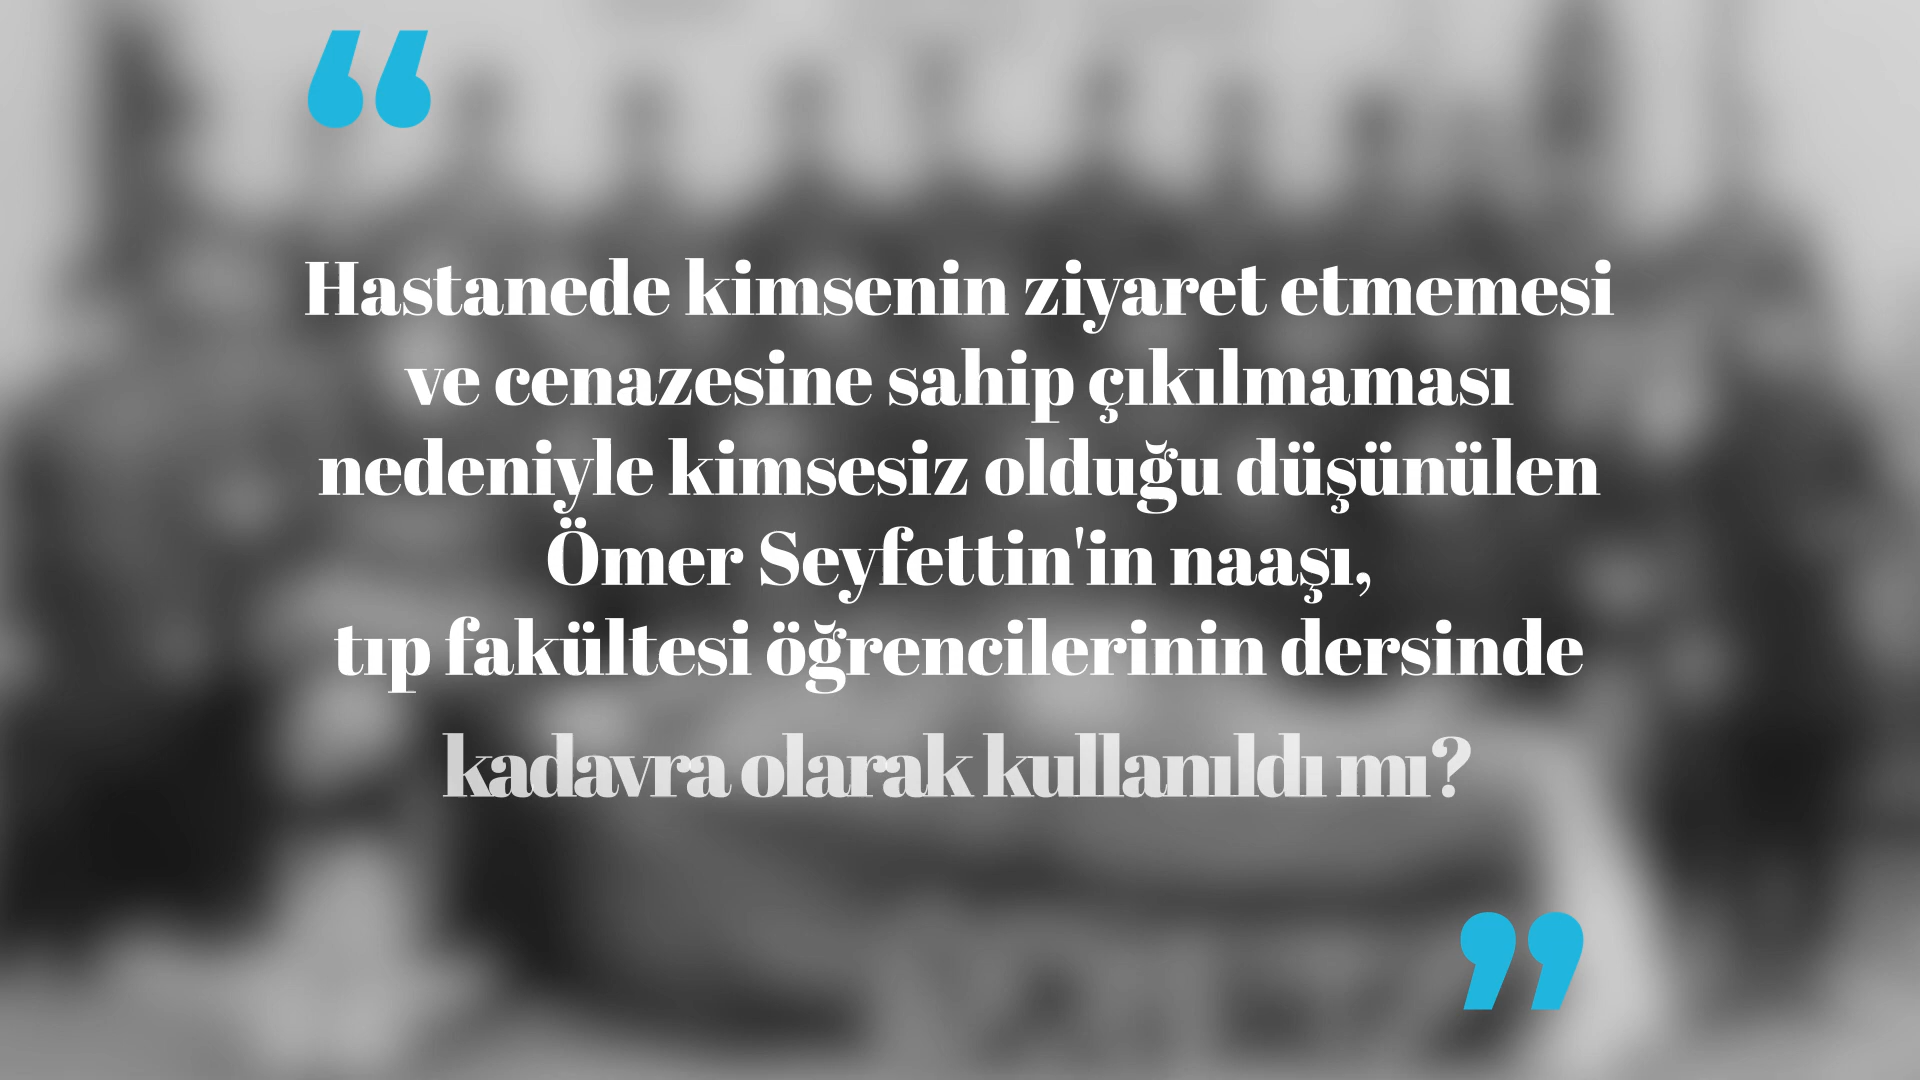 “
Hastanede kimsenin ziyaret etmemesi
ve cenazesine sahip çıkılmaması
nedeniyle kimsesiz olduğu düşünülen
Ömer Seyfettin'in naaşı,
tıp fakültesi öğrencilerinin dersinde
kadavra olarak kullanıldı mı?
”